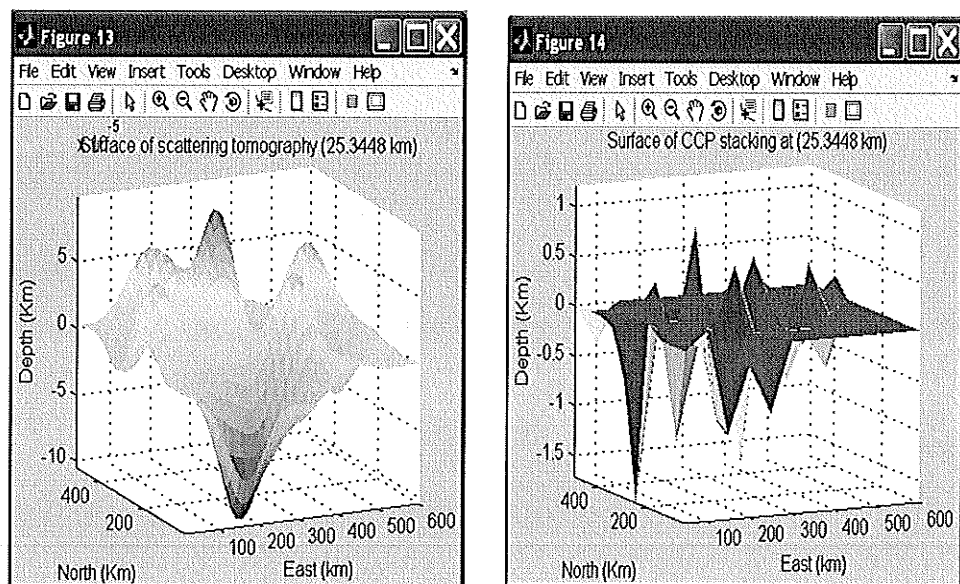 Figure 13
File Edit View Insert Tools Desktop Window Help
Surface of scattering tomography (25.3448 km)
5
0
-5
-10
Depth (Km)
400
200
North (Km)
100 200 300 400 500 600
East (km)
Figure 14
File Edit View Insert Tools Desktop Window Help
Surface of CCP stacking at (25.3448 km)
1
0.5
0
-0.5
-1
-1.5
Depth (Km)
400
200
North (Km)
100 200 300 400 500 600
East (km)